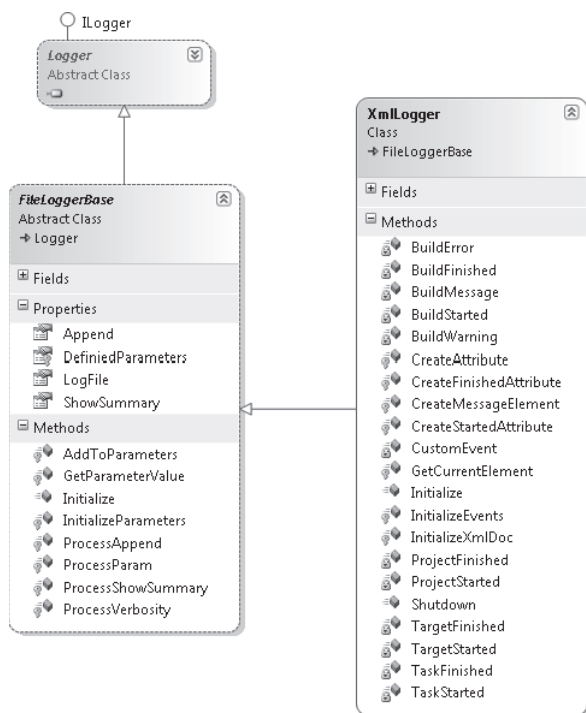 ILogger
Logger
Abstract Class
FileLoggerBase
Abstract Class
Logger
Fields
Properties
Append
DefiniedParameters
LogFile
ShowSummary
Methods
AddToParameters
GetParameterValue
Initialize
InitializeParameters
ProcessAppend
ProcessParam
ProcessShowSummary
ProcessVerbosity
XmlLogger
Class
FileLoggerBase
Fields
Methods
BuildError
BuildFinished
BuildMessage
BuildStarted
BuildWarning
CreateAttribute
CreateFinishedAttribute
CreateMessageElement
CreateStartedAttribute
CustomEvent
GetCurrentElement
Initialize
InitializeEvents
InitializeXmlDoc
ProjectFinished
ProjectStarted
Shutdown
TargetFinished
TargetStarted
TaskFinished
TaskStarted